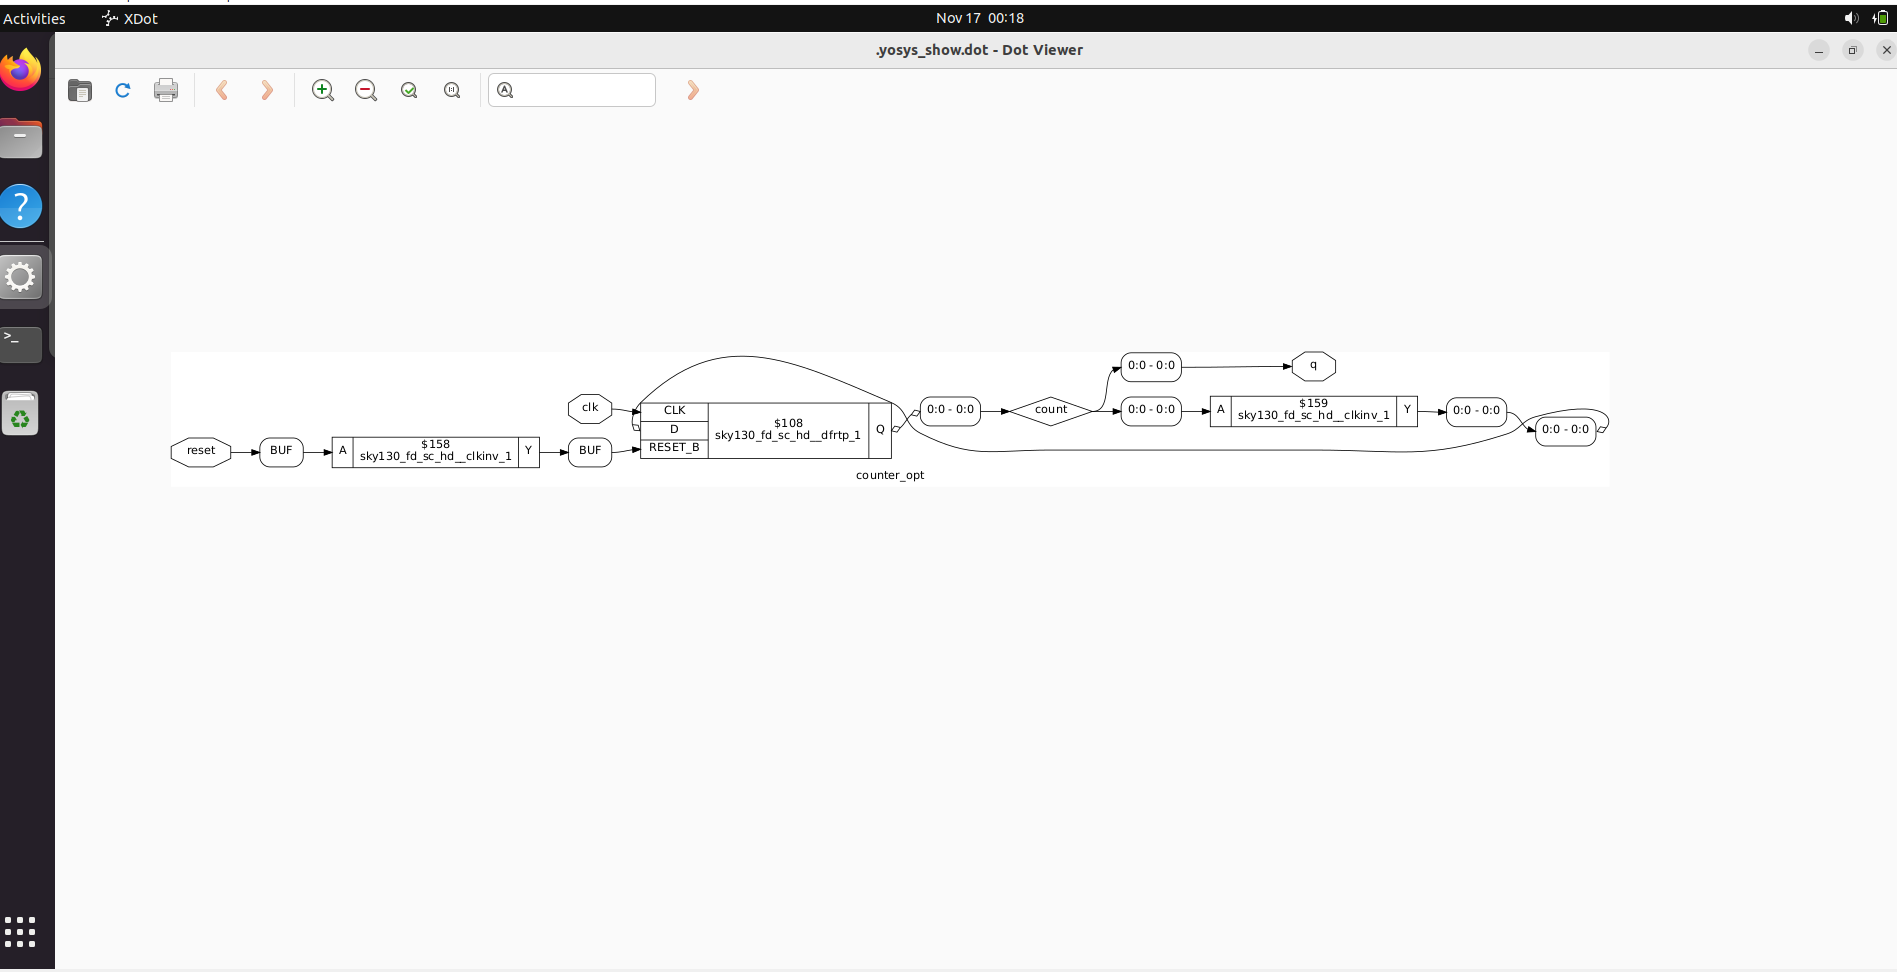 Activities
XDot
Nov 17 00:18
.yosys_show.dot - Dot Viewer
A
?
>_
q
0:0 - 0:0
clk
CLK
D
RESET_B
$108
sky130_fd_sc_hd__dfrtp_1
Q
0:0 - 0:0
count
0:0 - 0:0
A
$159
sky130_fd_sc_hd__clkinv_1
Y
0:0 - 0:0
0:0 - 0:0
reset
BUF
A
$158
sky130_fd_sc_hd__clkinv_1
Y
BUF
counter_opt